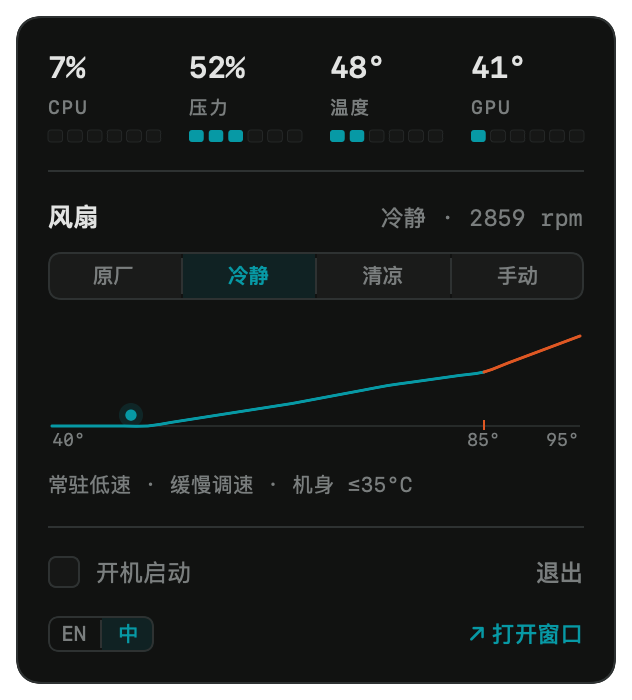 7% 52% 48° 41°
CPU 压力 温度 GPU
风扇 冷静 · 2859 rpm
原厂 冷静 清凉 手动
40° 85° 95°
常驻低速 · 缓慢调速 · 机身 ≤35°C
开机启动 退出
EN 中 ↗ 打开窗口